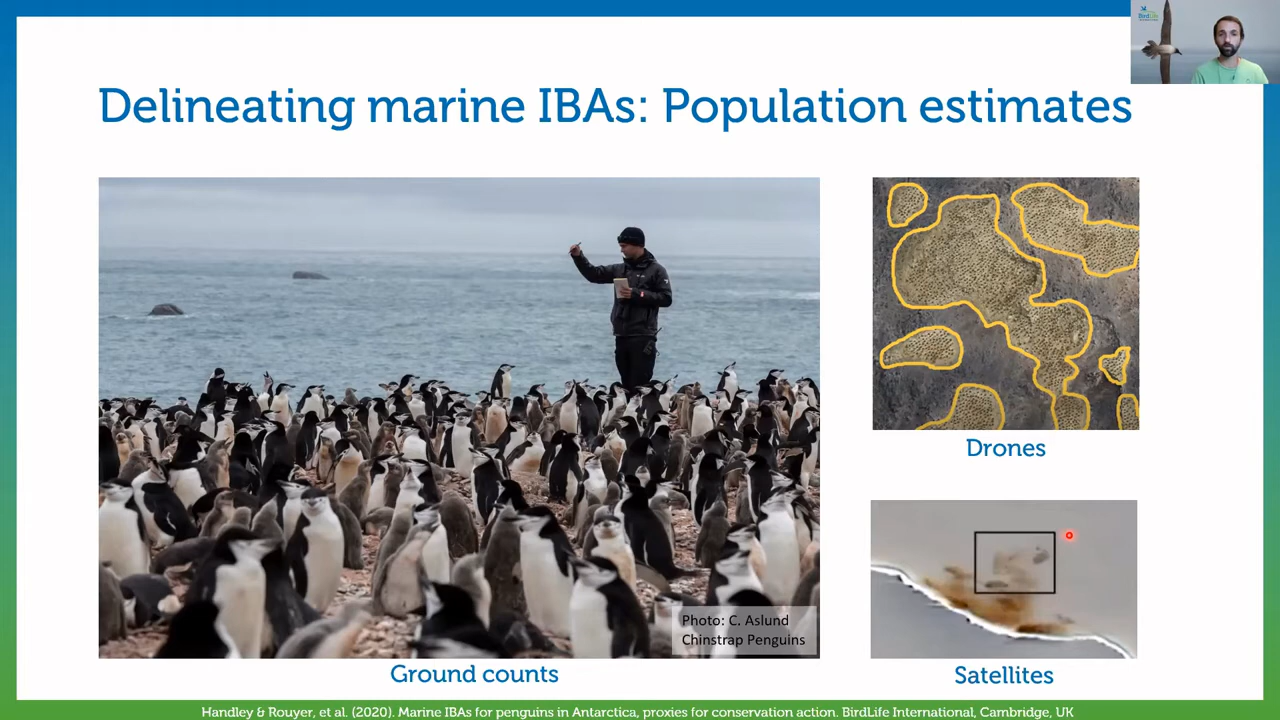 BirdLife
Delineating marine IBAs: Population estimates
Photo: C. Aslund
Chinstrap Penguins
Ground counts
Drones
Satellites
Handley & Rouyer, et al. (2020). Marine IBAs for penguins in Antarctica, proxies for conservation action. BirdLife International, Cambridge, UK